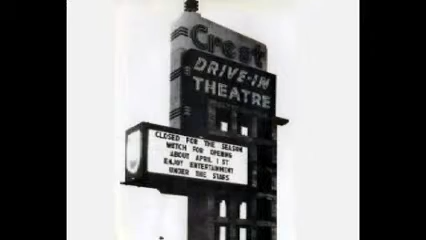 Crest
DRIVE-IN
THEATRE
CLOSED FOR THE SEASON
WATCH FOR OPENING
ABOUT APRIL 1 ST
ENJOY ENTERTAINMENT
UNDER THE STARS